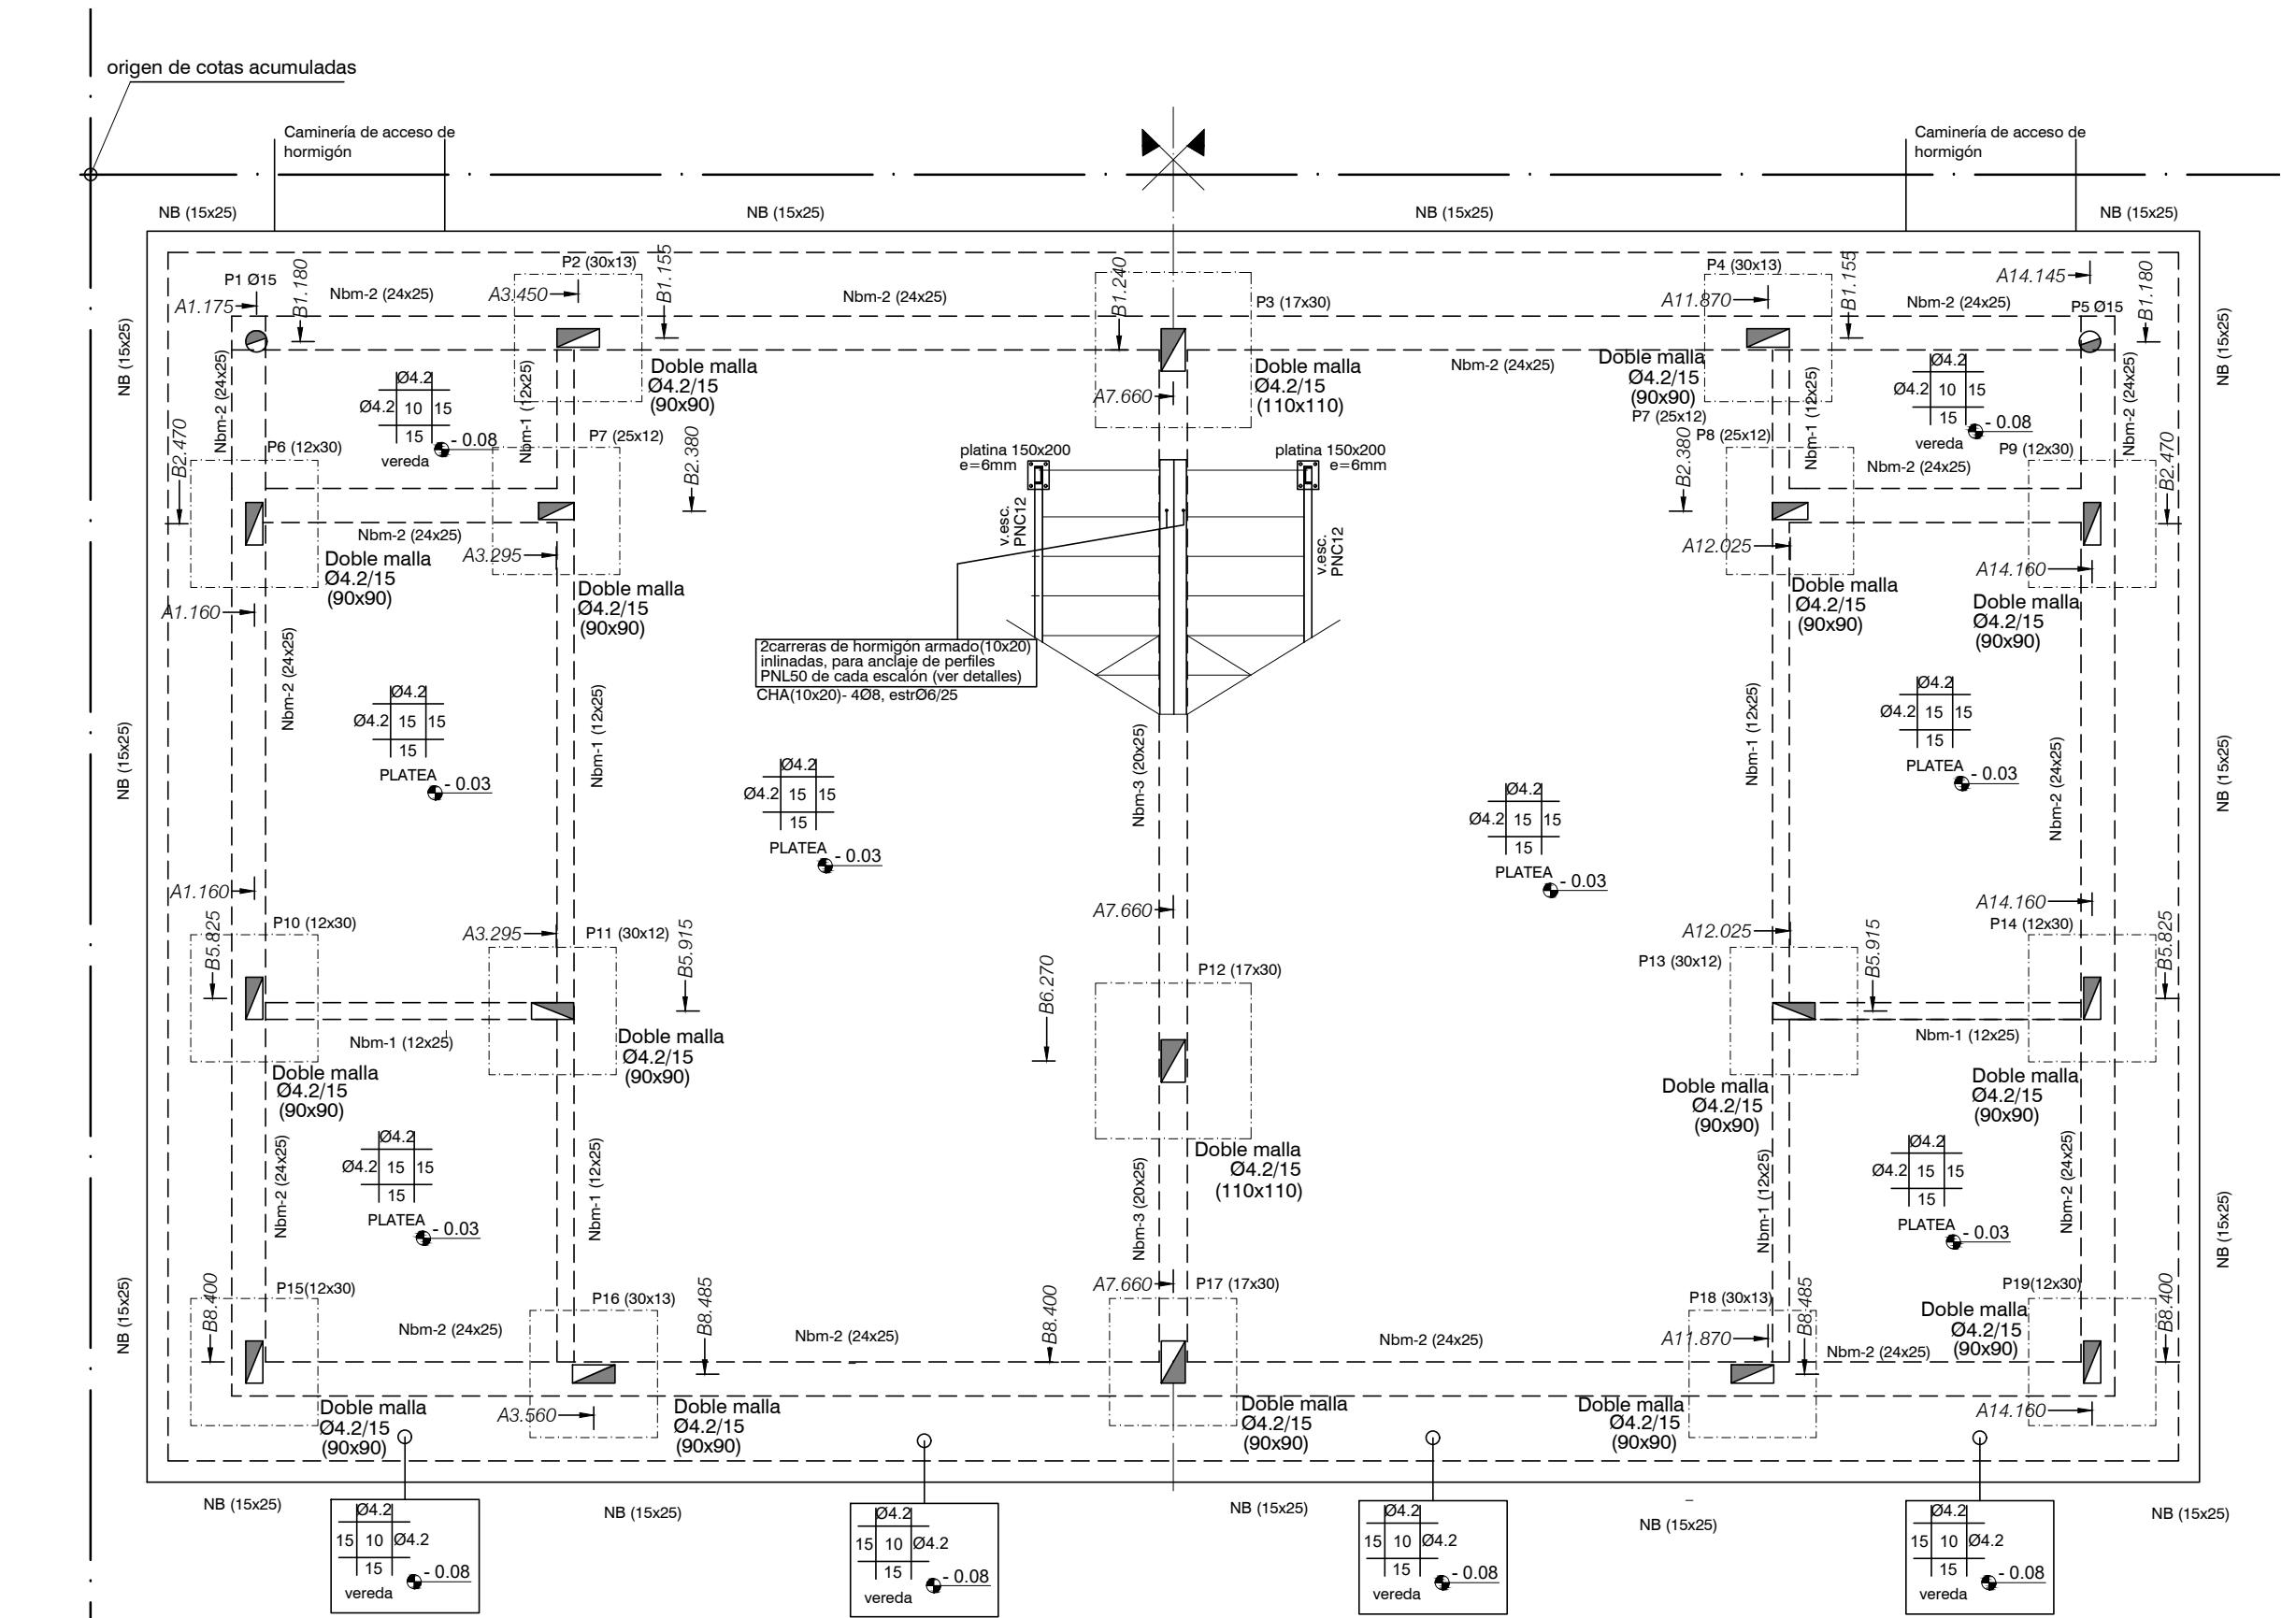 origen de cotas acumuladas
Caminería de acceso de
hormigón
Caminería de acceso de
hormigón
NB (15x25)
NB (15x25)
NB (15x25)
NB (15x25)
P1 Ø15
A1.175
B1.180
Nbm-2 (24x25)
A3.450
P2 (30x13)
B1.155
Nbm-2 (24x25)
B1.240
P3 (17x30)
A11.870
P4 (30x13)
B1.155
Nbm-2 (24x25)
A14.145
P5 Ø15
B1.180
NB (15x25)
Nbm-2 (24x25)
Ø4.2
Ø4.2 10 15
15
- 0.08
vereda
Nbm-1 (12x25)
Doble malla
Ø4.2/15
(90x90)
A7.660
Doble malla
Ø4.2/15
(110x110)
Nbm-2 (24x25)
Doble malla
Ø4.2/15
(90x90)
P7 (25x12)
Nbm-1 (12x25)
Ø4.2
Ø4.2 10 15
15
- 0.08
vereda
Nbm-2 (24x25)
Nbm-2 (24x25)
NB (15x25)
B2.470
P6 (12x30)
P7 (25x12)
B2.380
platina 150x200
e=6mm
platina 150x200
e=6mm
B2.380
P8 (25x12)
P9 (12x30)
B2.470
v.esc.
PNC12
v.esc.
PNC12
Nbm-2 (24x25)
A3.295
A12.025
A14.160
Doble malla
Ø4.2/15
(90x90)
Doble malla
Ø4.2/15
(90x90)
Doble malla
Ø4.2/15
(90x90)
Doble malla
Ø4.2/15
(90x90)
A1.160
2carreras de hormigón armado(10x20)
inlinadas, para anclaje de perfiles
PNL50 de cada escalón (ver detalles)
CHA(10x20)- 4Ø8, estrØ6/25
NB (15x25)
Nbm-2 (24x25)
Ø4.2
Ø4.2 15 15
15
PLATEA
- 0.03
Nbm-1 (12x25)
Ø4.2
Ø4.2 15 15
15
PLATEA
- 0.03
Nbm-3 (20x25)
Ø4.2
Ø4.2 15 15
15
PLATEA
- 0.03
Nbm-1 (12x25)
Ø4.2
Ø4.2 15 15
15
PLATEA
- 0.03
Nbm-2 (24x25)
NB (15x25)
A1.160
B5.825
P10 (12x30)
A3.295
P11 (30x12)
B5.915
A7.660
B6.270
P12 (17x30)
A12.025
P13 (30x12)
B5.915
A14.160
P14 (12x30)
B5.825
Nbm-1 (12x25)
Nbm-1 (12x25)
Doble malla
Ø4.2/15
(90x90)
Doble malla
Ø4.2/15
(90x90)
Doble malla
Ø4.2/15
(110x110)
Doble malla
Ø4.2/15
(90x90)
Doble malla
Ø4.2/15
(90x90)
NB (15x25)
Nbm-2 (24x25)
Ø4.2
Ø4.2 15 15
15
PLATEA
- 0.03
Nbm-1 (12x25)
Nbm-3 (20x25)
Nbm-1 (12x25)
Ø4.2
Ø4.2 15 15
15
PLATEA
- 0.03
Nbm-2 (24x25)
NB (15x25)
B8.400
P15(12x30)
Nbm-2 (24x25)
P16 (30x13)
B8.485
Nbm-2 (24x25)
B8.400
A7.660
P17 (17x30)
Nbm-2 (24x25)
P18 (30x13)
A11.870
B8.485
Nbm-2 (24x25)
P19(12x30)
Doble malla
Ø4.2/15
(90x90)
B8.400
Doble malla
Ø4.2/15
(90x90)
A3.560
Doble malla
Ø4.2/15
(90x90)
Doble malla
Ø4.2/15
(90x90)
Doble malla
Ø4.2/15
(90x90)
A14.160
NB (15x25)
NB (15x25)
NB (15x25)
NB (15x25)
NB (15x25)
Ø4.2
15 10 Ø4.2
15
- 0.08
vereda
Ø4.2
15 10 Ø4.2
15
- 0.08
vereda
Ø4.2
15 10 Ø4.2
15
- 0.08
vereda
Ø4.2
15 10 Ø4.2
15
- 0.08
vereda